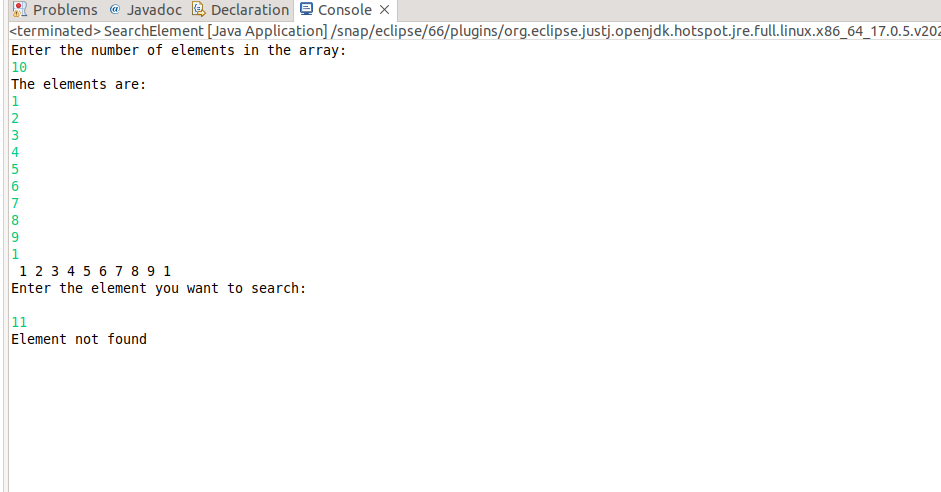 Problems @ Javadoc Declaration Console
<terminated> SearchElement [Java Application] /snap/eclipse/66/plugins/org.eclipse.justj.openjdk.hotspot.jre.full.linux.x86_64_17.0.5.v202
Enter the number of elements in the array:
10
The elements are:
1
2
3
4
5
6
7
8
9
1
1 2 3 4 5 6 7 8 9 1
Enter the element you want to search:
11
Element not found